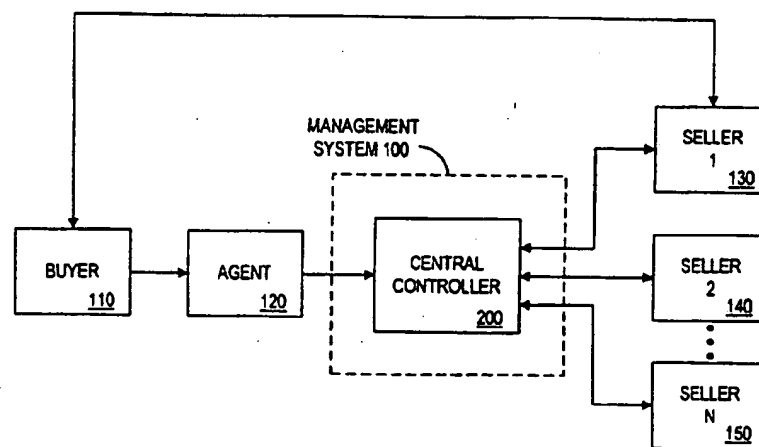 MANAGEMENT
SYSTEM 100
SELLER
1
130
BUYER
110
AGENT
120
CENTRAL
CONTROLLER
200
SELLER
2
140
SELLER
N
150